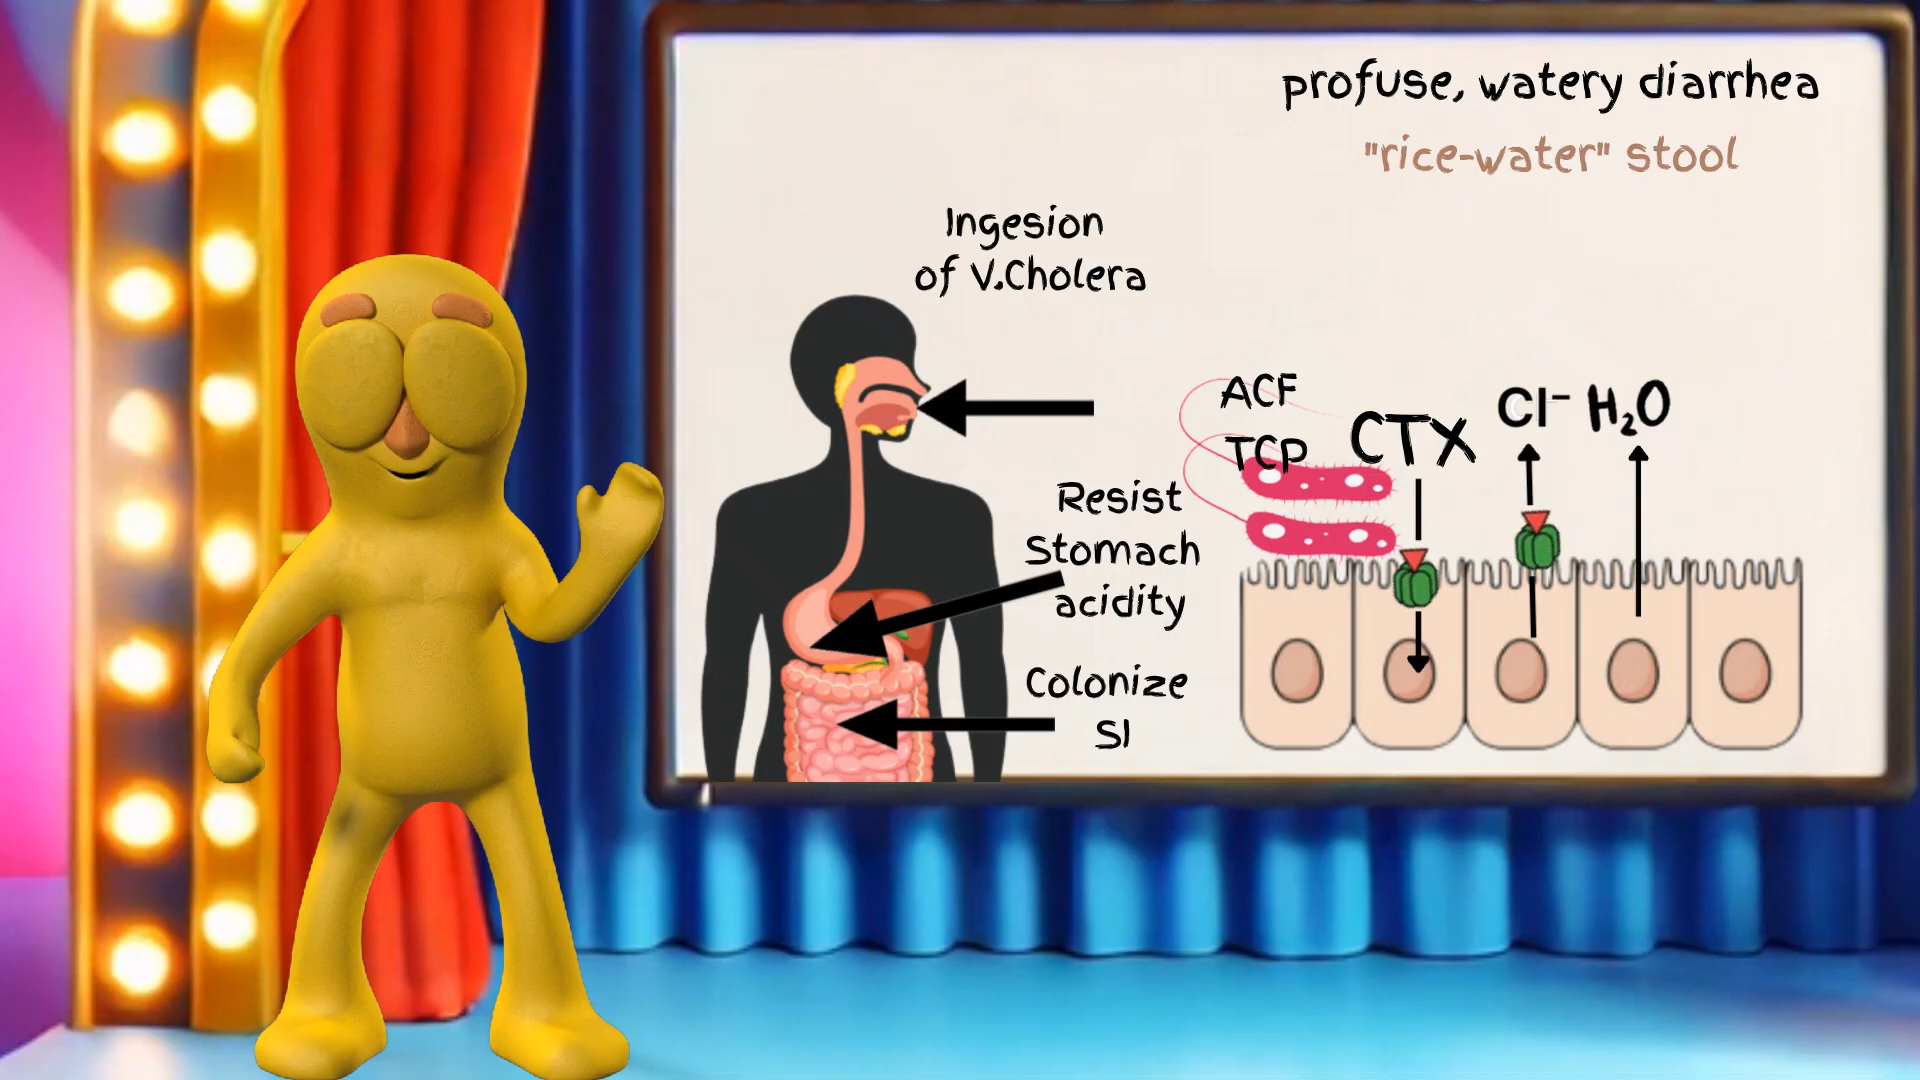 profuse, watery diarrhea
"rice-water" stool
Ingesion
of V.Cholera
ACF
TCP
CTX
Cl⁻ H₂O
Resist
Stomach
acidity
Colonize
SI